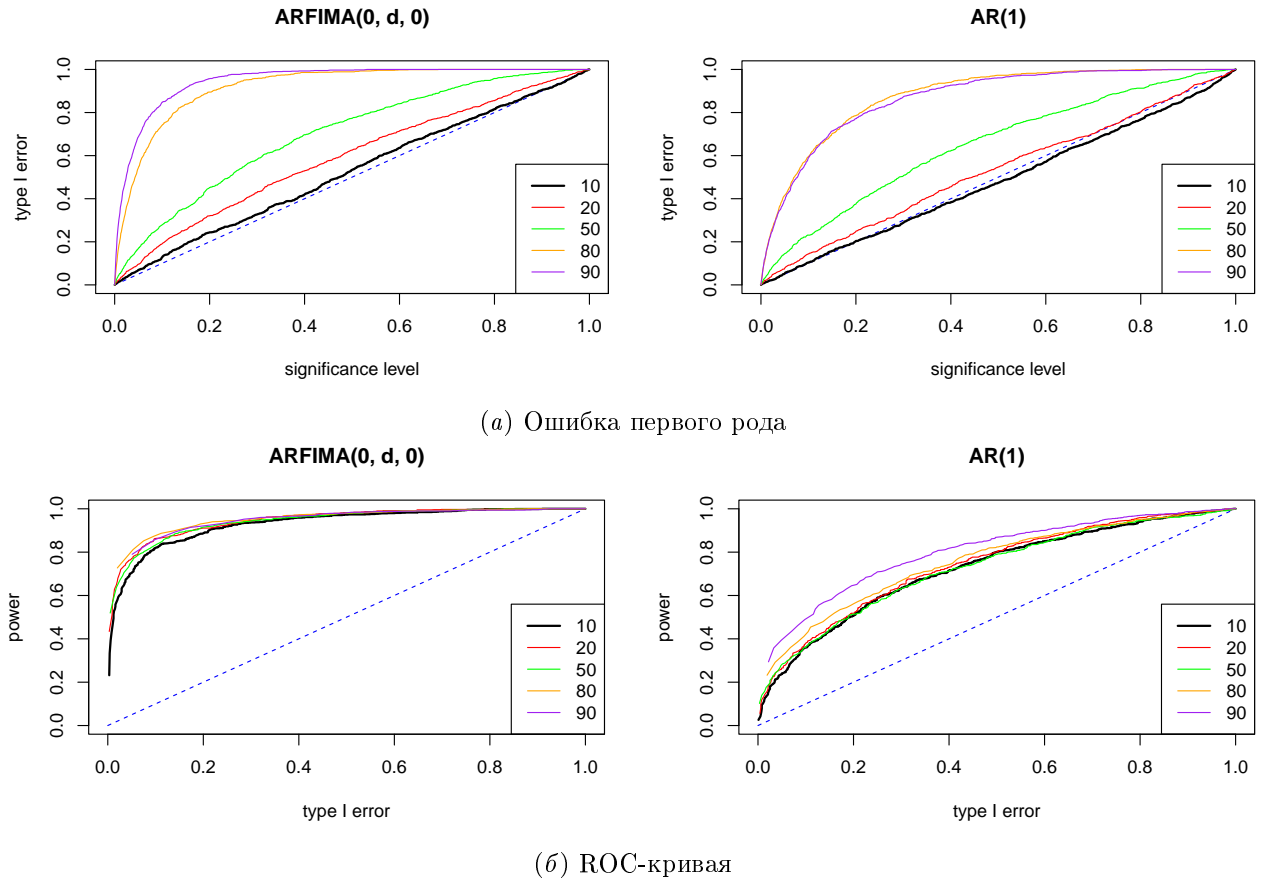 ARFIMA(0, d, 0)
type I error
0.0 0.2 0.4 0.6 0.8 1.0
0.0 0.2 0.4 0.6 0.8 1.0
significance level
10
20
50
80
90
AR(1)
type I error
0.0 0.2 0.4 0.6 0.8 1.0
0.0 0.2 0.4 0.6 0.8 1.0
significance level
10
20
50
80
90
(а) Ошибка первого рода
ARFIMA(0, d, 0)
power
0.0 0.2 0.4 0.6 0.8 1.0
0.0 0.2 0.4 0.6 0.8 1.0
type I error
10
20
50
80
90
AR(1)
power
0.0 0.2 0.4 0.6 0.8 1.0
0.0 0.2 0.4 0.6 0.8 1.0
type I error
10
20
50
80
90
(б) ROC-кривая